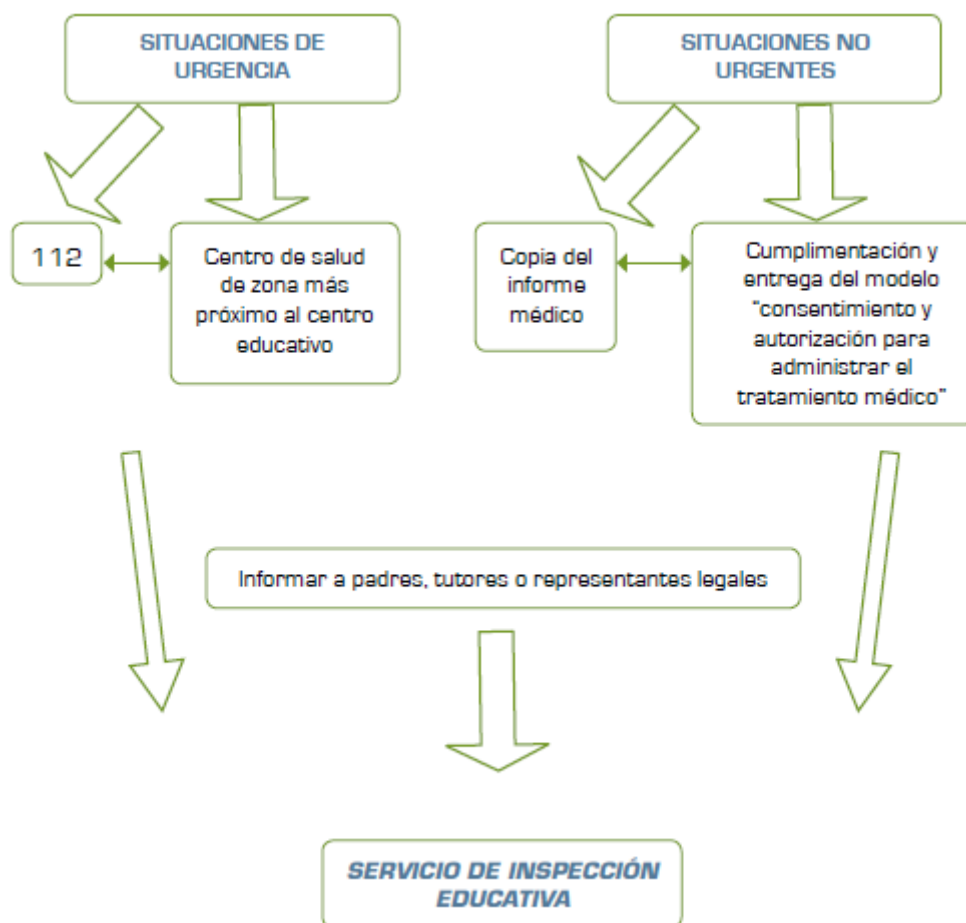 SITUACIONES DE
URGENCIA
SITUACIONES NO
URGENTES
112
Centro de salud
de zona más
próximo al centro
educativo
Copia del
informe
médico
Cumplimentación y
entrega del modelo
"consentimiento y
autorización para
administrar el
tratamiento médico"
Informar a padres, tutores o representantes legales
SERVICIO DE INSPECCIÓN
EDUCATIVA